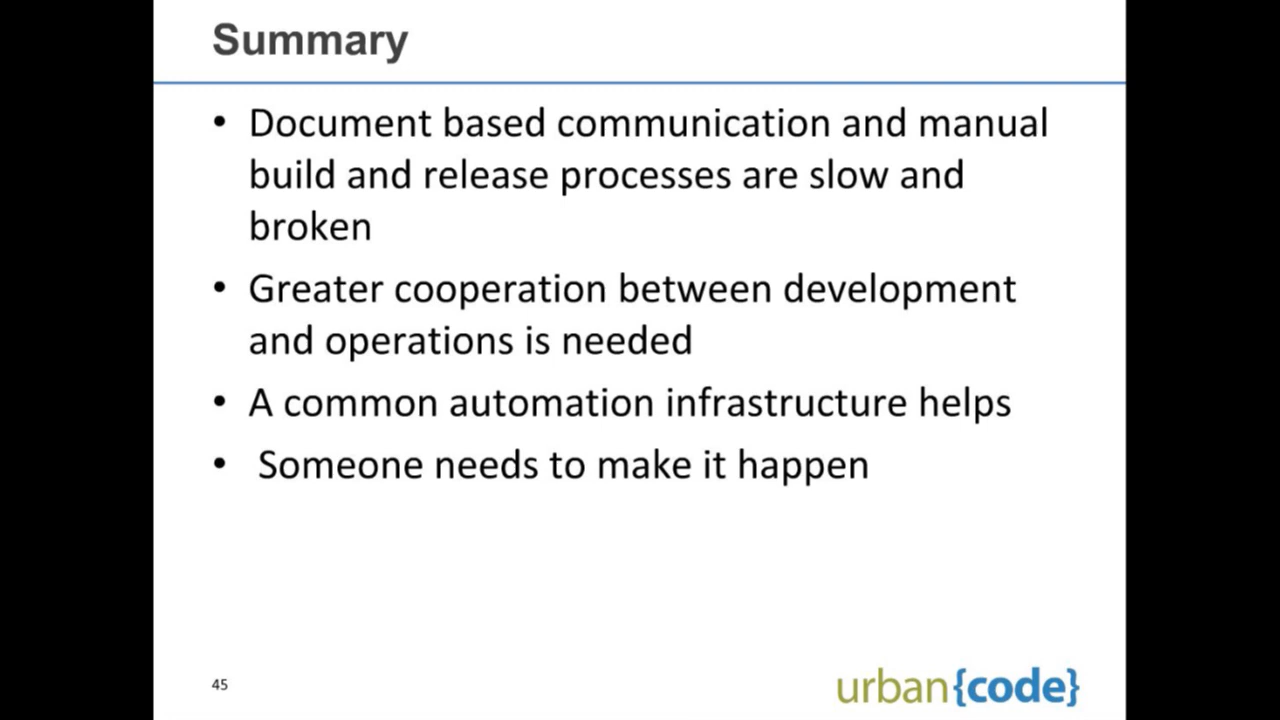 Summary
• Document based communication and manual
build and release processes are slow and
broken
• Greater cooperation between development
and operations is needed
• A common automation infrastructure helps
• Someone needs to make it happen
45
urban{code}